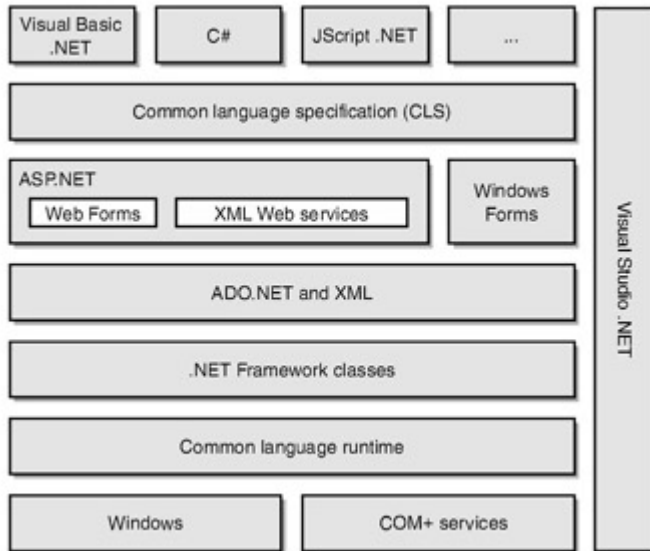 Visual Basic
.NET
C#
JScript .NET
...
Common language specification (CLS)
ASP.NET
Web Forms
XML Web services
Windows
Forms
ADO.NET and XML
.NET Framework classes
Common language runtime
Windows
COM+ services
Visual Studio .NET